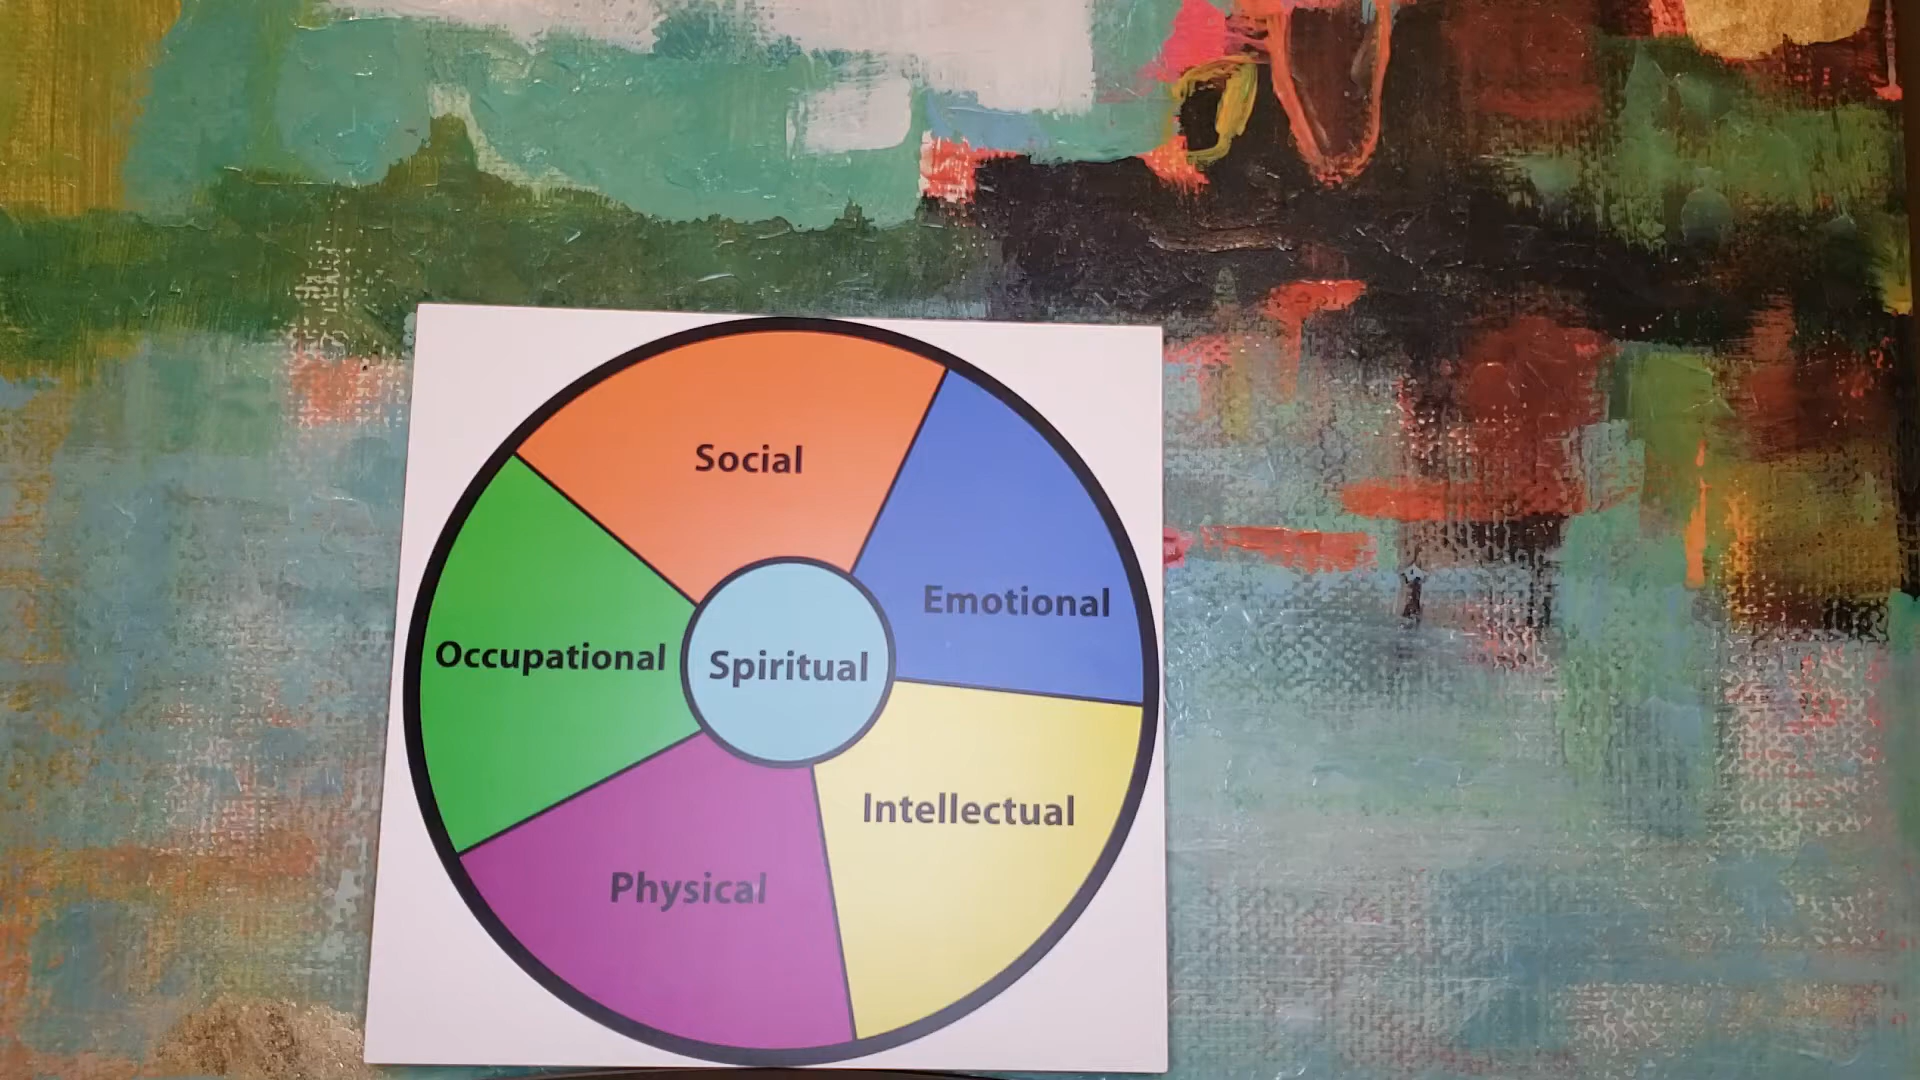 Social
Emotional
Occupational
Spiritual
Intellectual
Physical